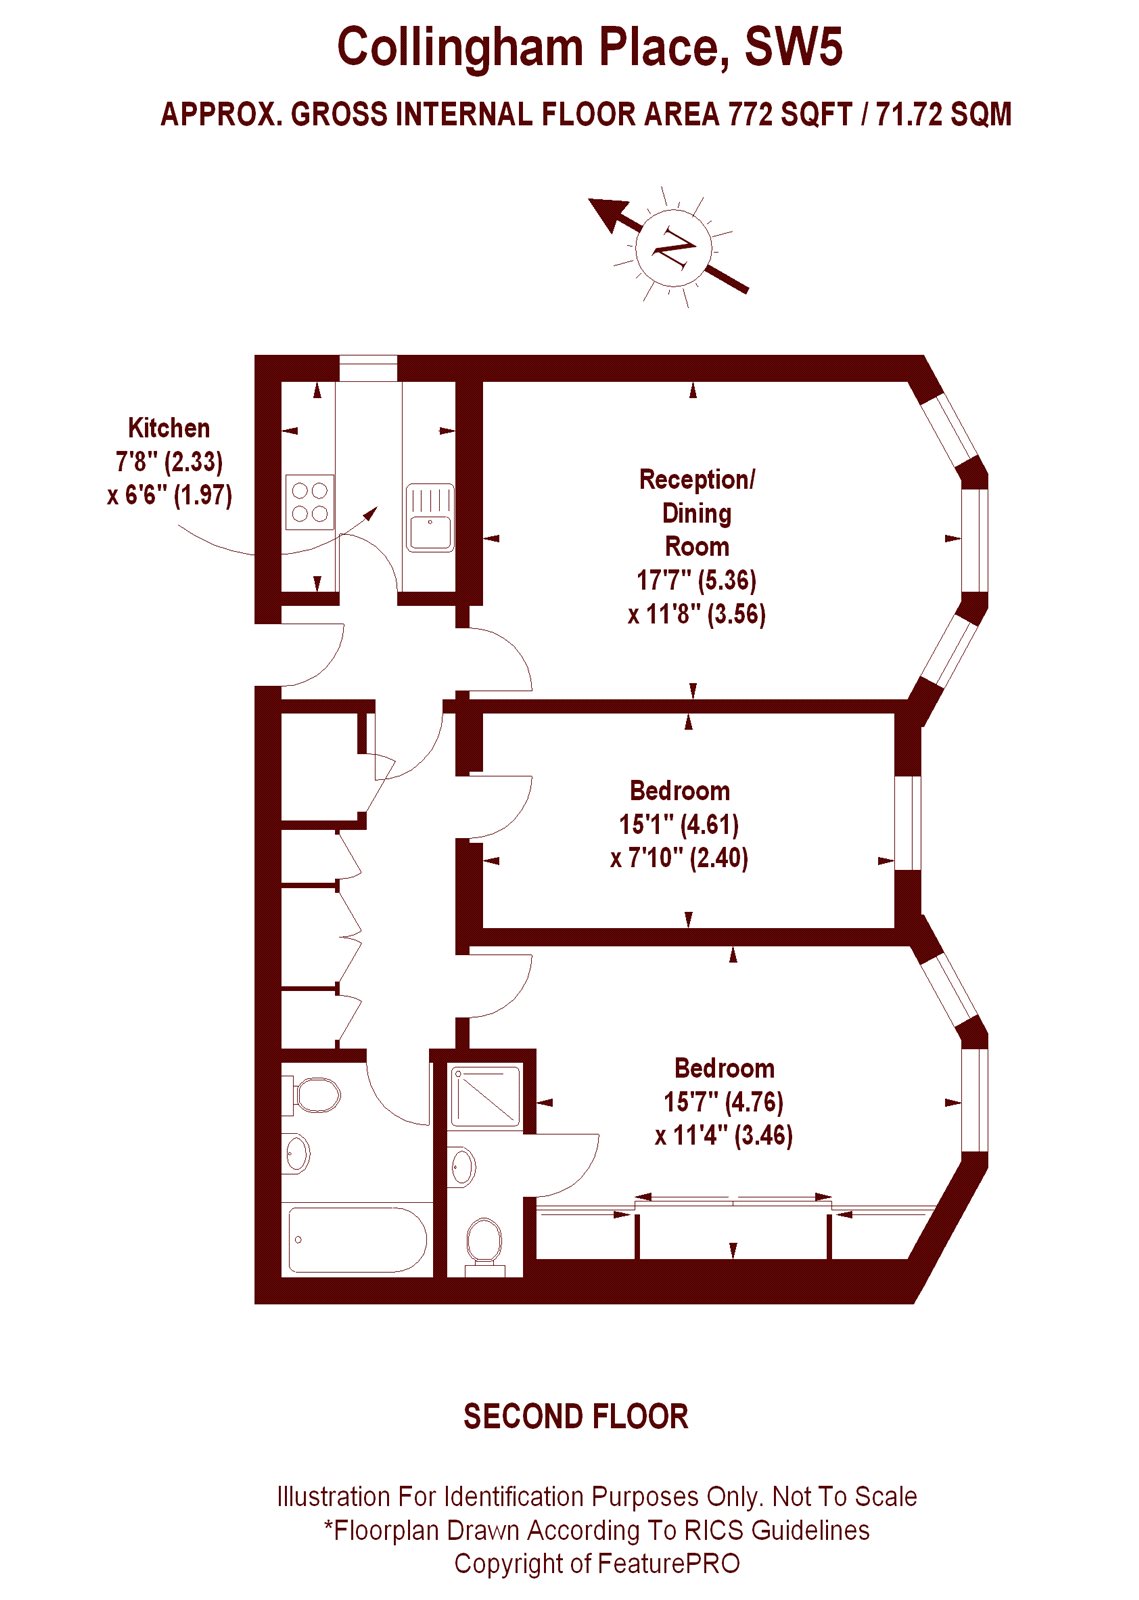 Collingham Place, SW5
APPROX. GROSS INTERNAL FLOOR AREA 772 SQFT / 71.72 SQM
N
Kitchen
7'8" (2.33)
x 6'6" (1.97)
Reception/
Dining
Room
17'7" (5.36)
x 11'8" (3.56)
Bedroom
15'1" (4.61)
x 7'10" (2.40)
Bedroom
15'7" (4.76)
x 11'4" (3.46)
SECOND FLOOR
Illustration For Identification Purposes Only. Not To Scale
*Floorplan Drawn According To RICS Guidelines
Copyright of FeaturePRO